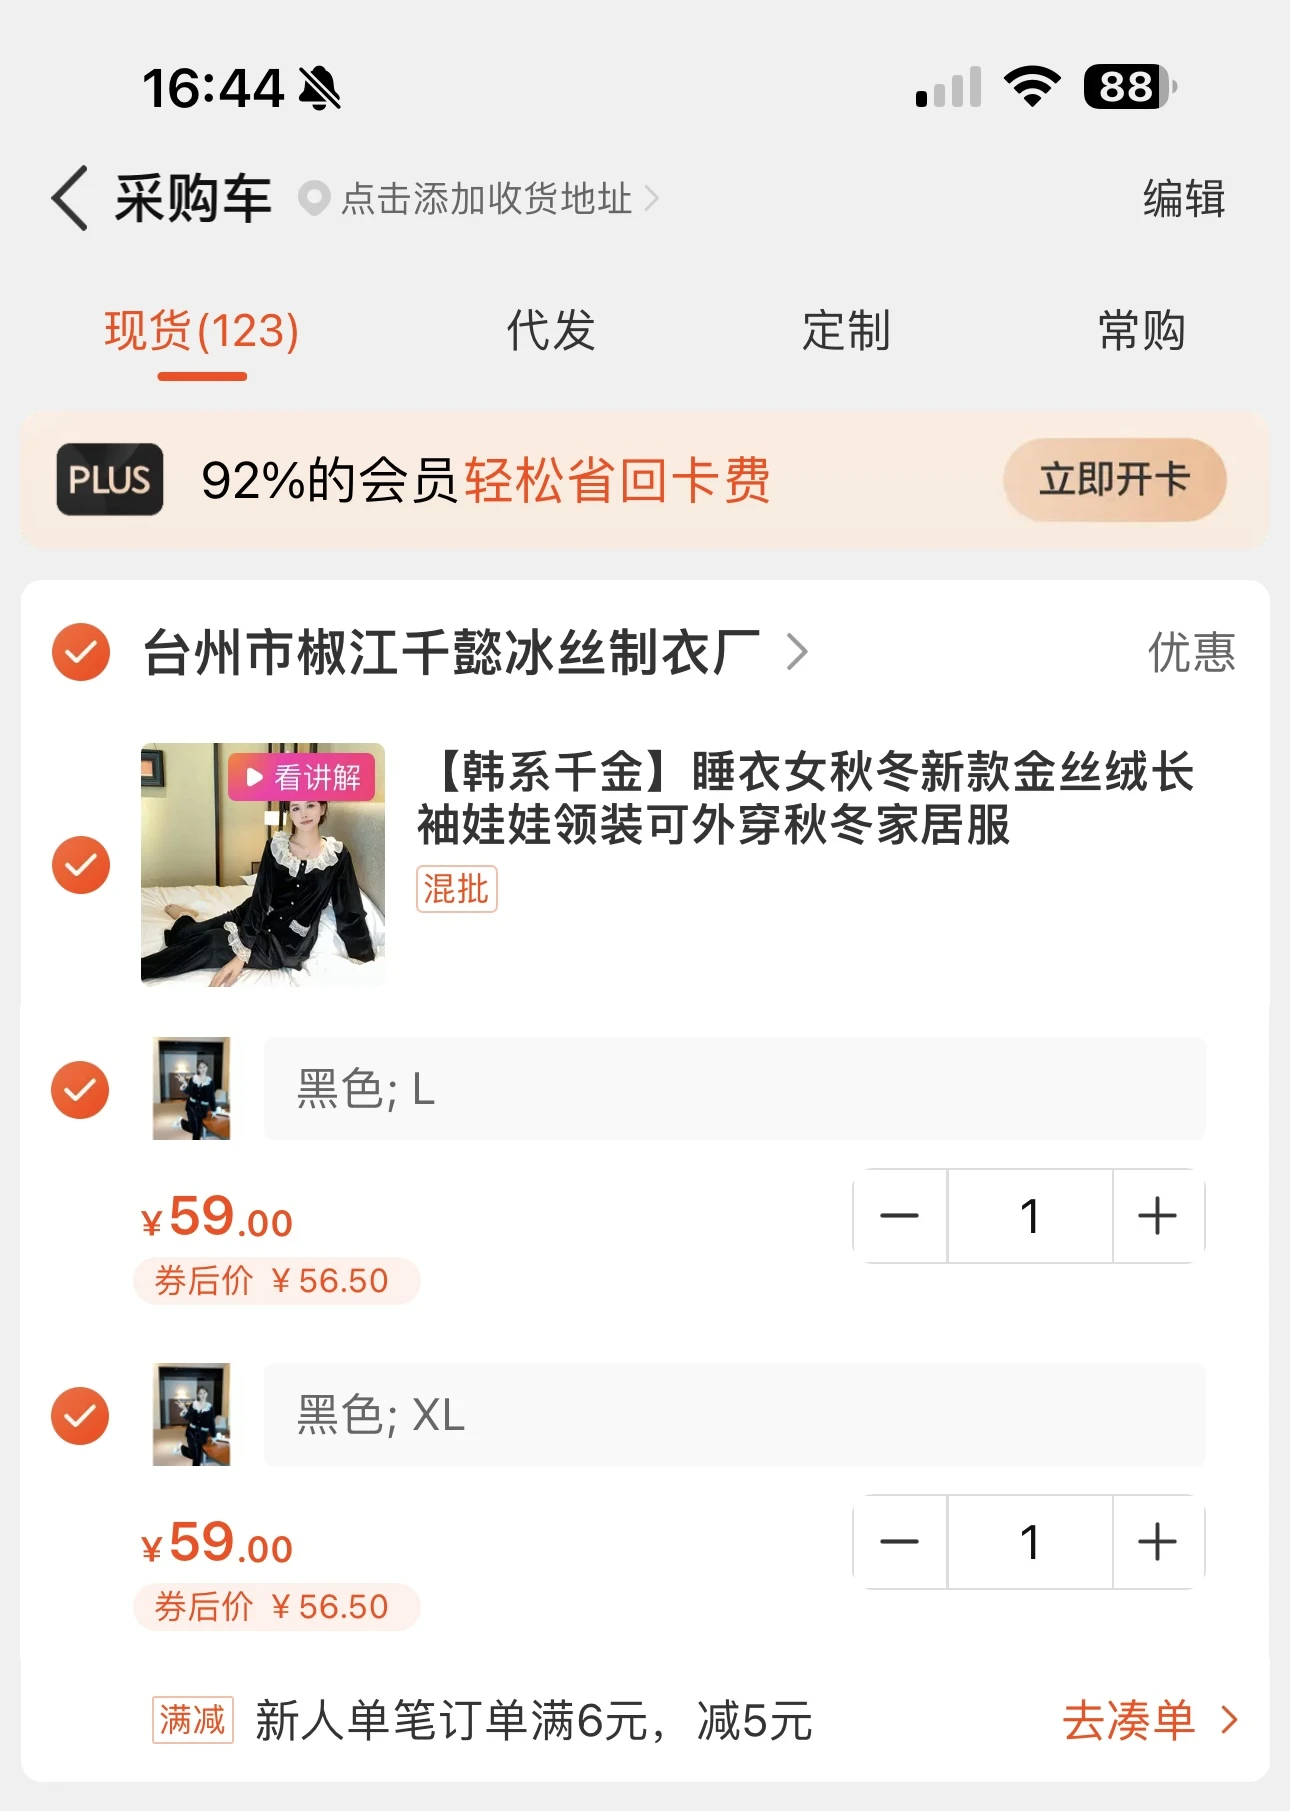 16:44
88
采购车 点击添加收货地址
编辑
现货(123)
代发
定制
常购
PLUS 92%的会员轻松省回卡费
立即开卡
台州市椒江千懿冰丝制衣厂
优惠
看讲解
【韩系千金】睡衣女秋冬新款金丝绒长
袖娃娃领装可外穿秋冬家居服
混批
黑色; L
¥59.00
1
券后价 ¥56.50
黑色; XL
¥59.00
1
券后价 ¥56.50
满减 新人单笔订单满6元，减5元
去凑单